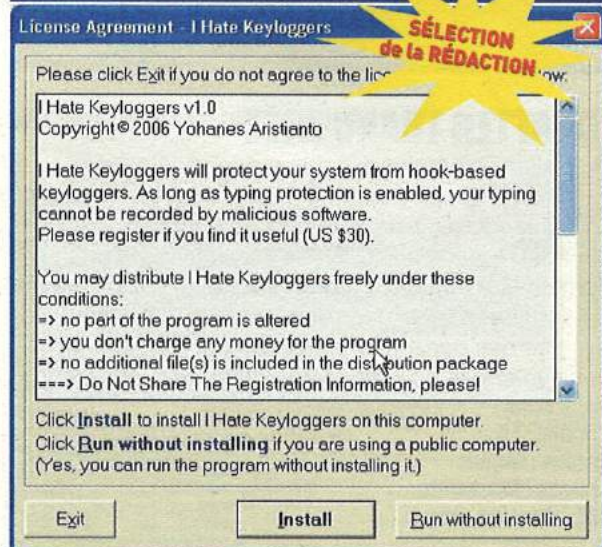 License Agreement - I Hate Keyloggers
SÉLECTION
de la RÉDACTION
Please click Exit if you do not agree to the
I Hate Keyloggers v1.0
Copyright © 2006 Yohanes Aristianto
I Hate Keyloggers will protect your system from hook-based
keyloggers. As long as typing protection is enabled, your typing
cannot be recorded by malicious software.
Please register if you find it useful (US $30).
You may distribute I Hate Keyloggers freely under these
conditions:
=> no part of the program is altered
=> you don't charge any money for the program
=> no additional file(s) is included in the distribution package
===> Do Not Share The Registration Information, please!
Click Install to install I Hate Keyloggers on this computer.
Click Run without installing if you are using a public computer.
(Yes, you can run the program without installing it.)
Exit
Install
Run without installing